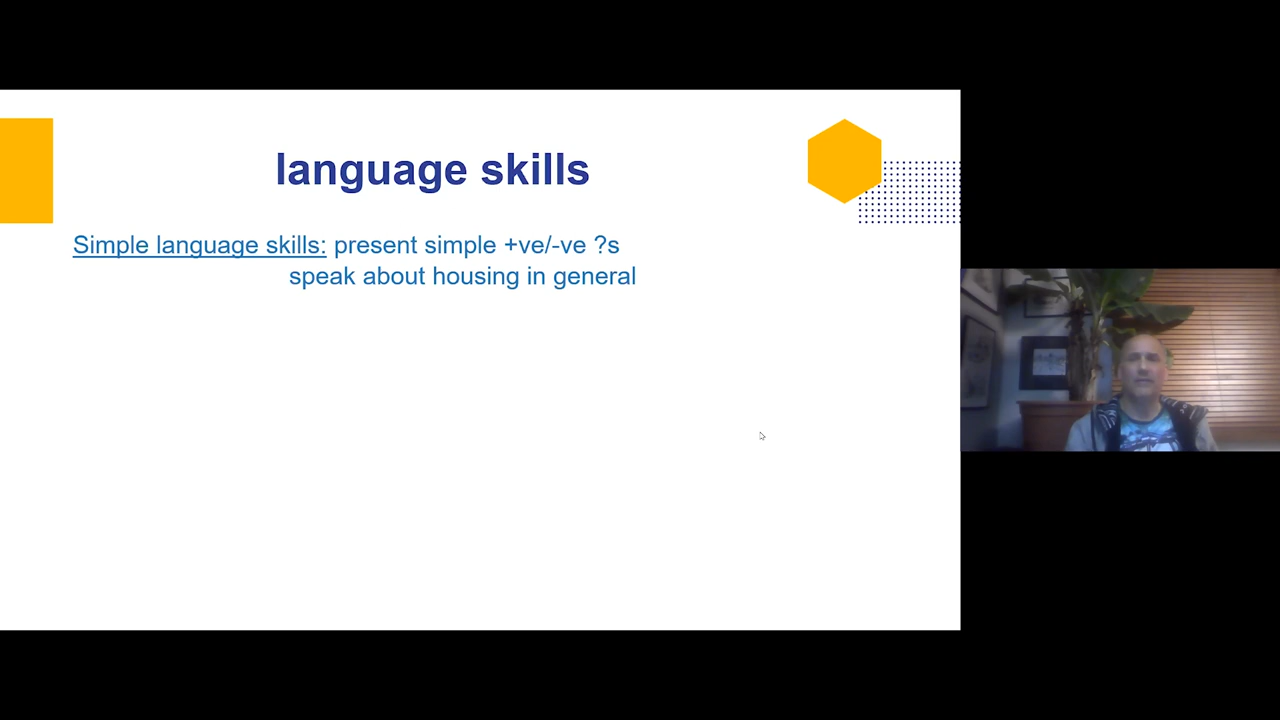 language skills
Simple language skills: present simple +ve/-ve ?s
speak about housing in general